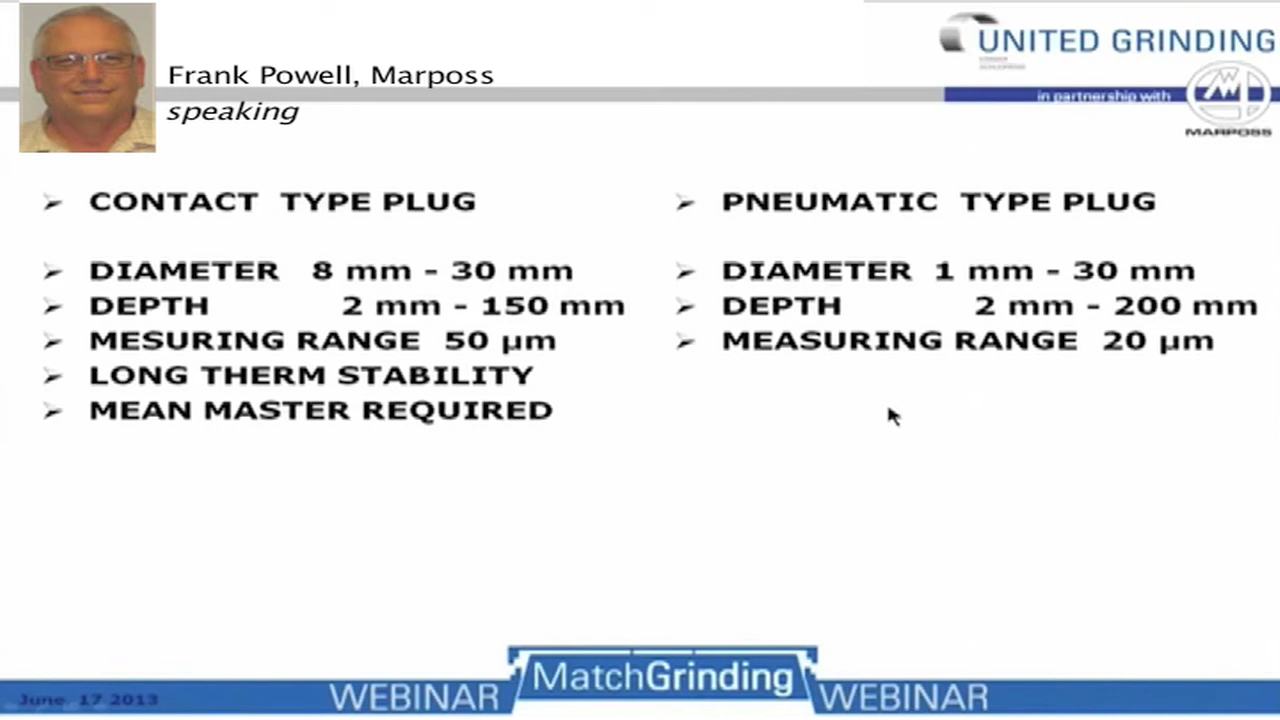 Frank Powell, Marposs
speaking
UNITED GRINDING
in partnership with
MARPOSS
CONTACT TYPE PLUG
DIAMETER 8 mm - 30 mm
DEPTH 2 mm - 150 mm
MESURING RANGE 50 µm
LONG THERM STABILITY
MEAN MASTER REQUIRED
PNEUMATIC TYPE PLUG
DIAMETER 1 mm - 30 mm
DEPTH 2 mm - 200 mm
MEASURING RANGE 20 µm
June 17 2013
WEBINAR MatchGrinding WEBINAR